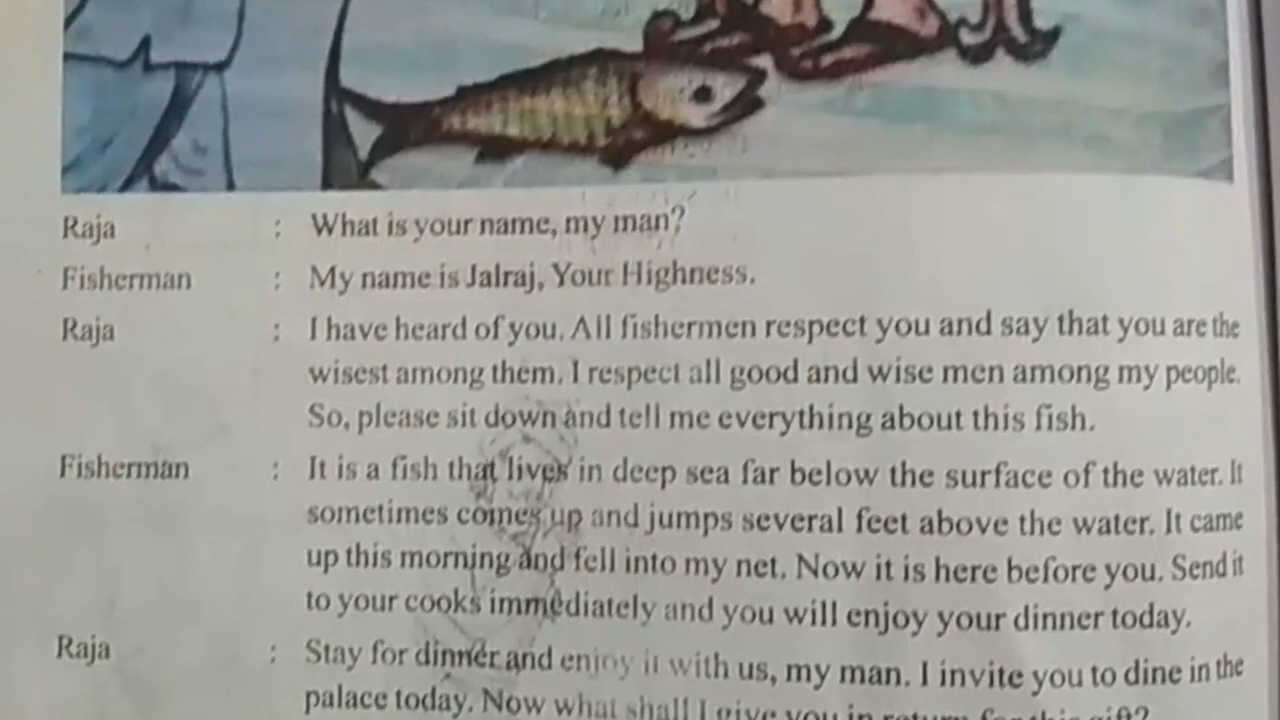 Raja : What is your name, my man?
Fisherman : My name is Jalraj, Your Highness.
Raja : I have heard of you. All fishermen respect you and say that you are the
wisest among them. I respect all good and wise men among my people.
So, please sit down and tell me everything about this fish.
Fisherman : It is a fish that lives in deep sea far below the surface of the water. It
sometimes comes up and jumps several feet above the water. It came
up this morning and fell into my net. Now it is here before you. Send it
to your cooks immediately and you will enjoy your dinner today.
Raja : Stay for dinner and enjoy it with us, my man. I invite you to dine in the
palace today. Now what shall I give you in return for this gift?